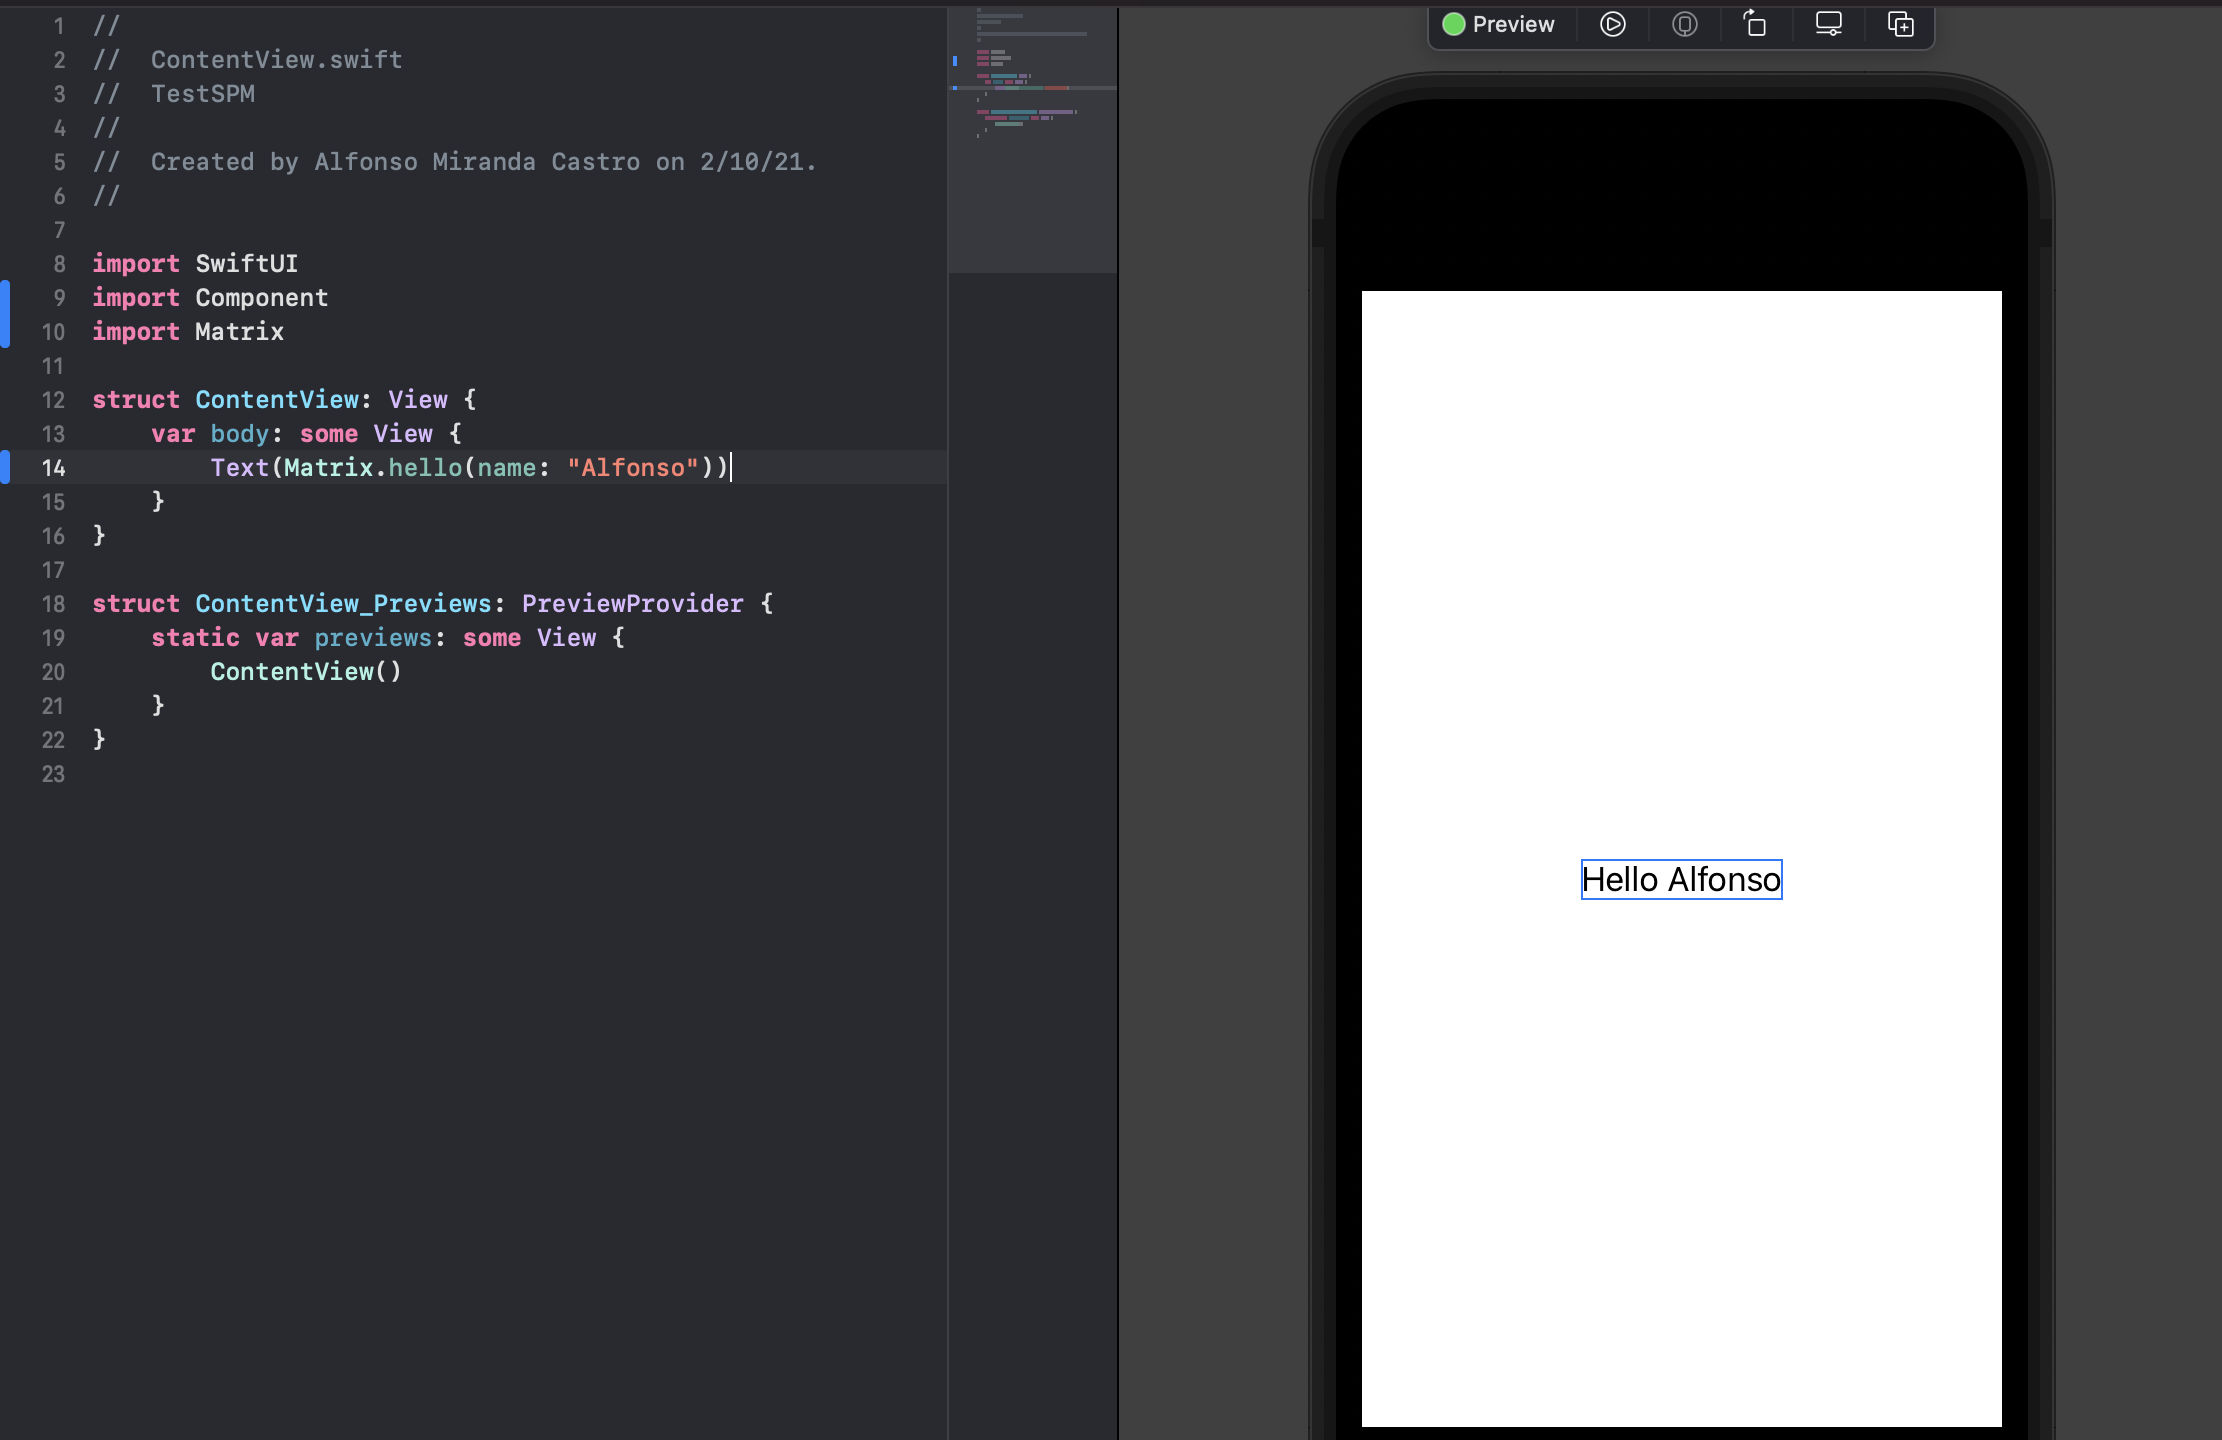 1 //
2 //  ContentView.swift
3 //  TestSPM
4 //
5 //  Created by Alfonso Miranda Castro on 2/10/21.
6 //
7
8 import SwiftUI
9 import Component
10 import Matrix
11
12 struct ContentView: View {
13     var body: some View {
14         Text(Matrix.hello(name: "Alfonso"))
15     }
16 }
17
18 struct ContentView_Previews: PreviewProvider {
19     static var previews: some View {
20         ContentView()
21     }
22 }
23
Preview
Hello Alfonso